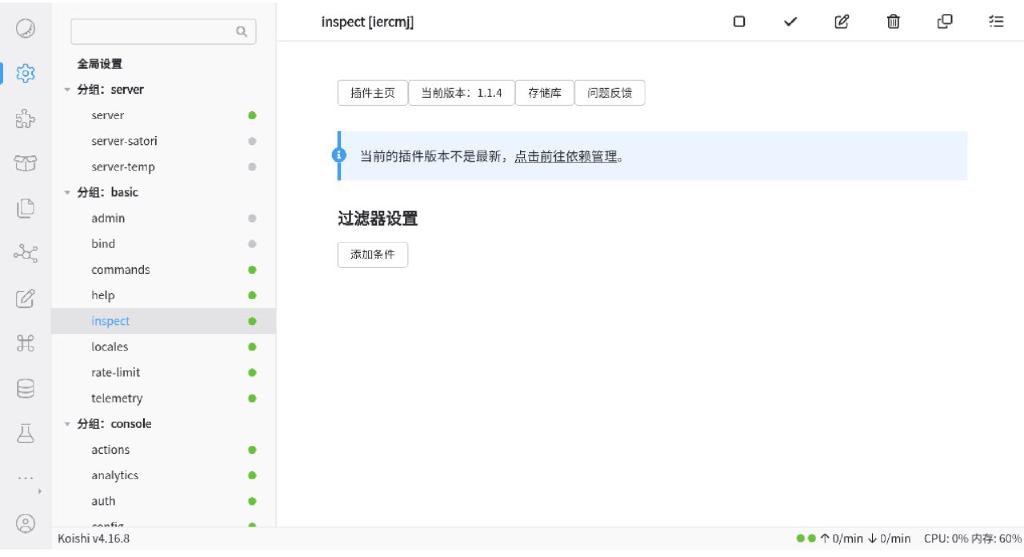 inspect [iercmj]
全局设置
分组：server
server
server-satori
server-temp
分组：basic
admin
bind
commands
help
inspect
locales
rate-limit
telemetry
分组：console
actions
analytics
auth
config
插件主页 当前版本：1.1.4 存储库 问题反馈
当前的插件版本不是最新，点击前往依赖管理。
过滤器设置
添加条件
Koishi v4.16.8
↑ 0/min ↓ 0/min CPU: 0% 内存: 60%